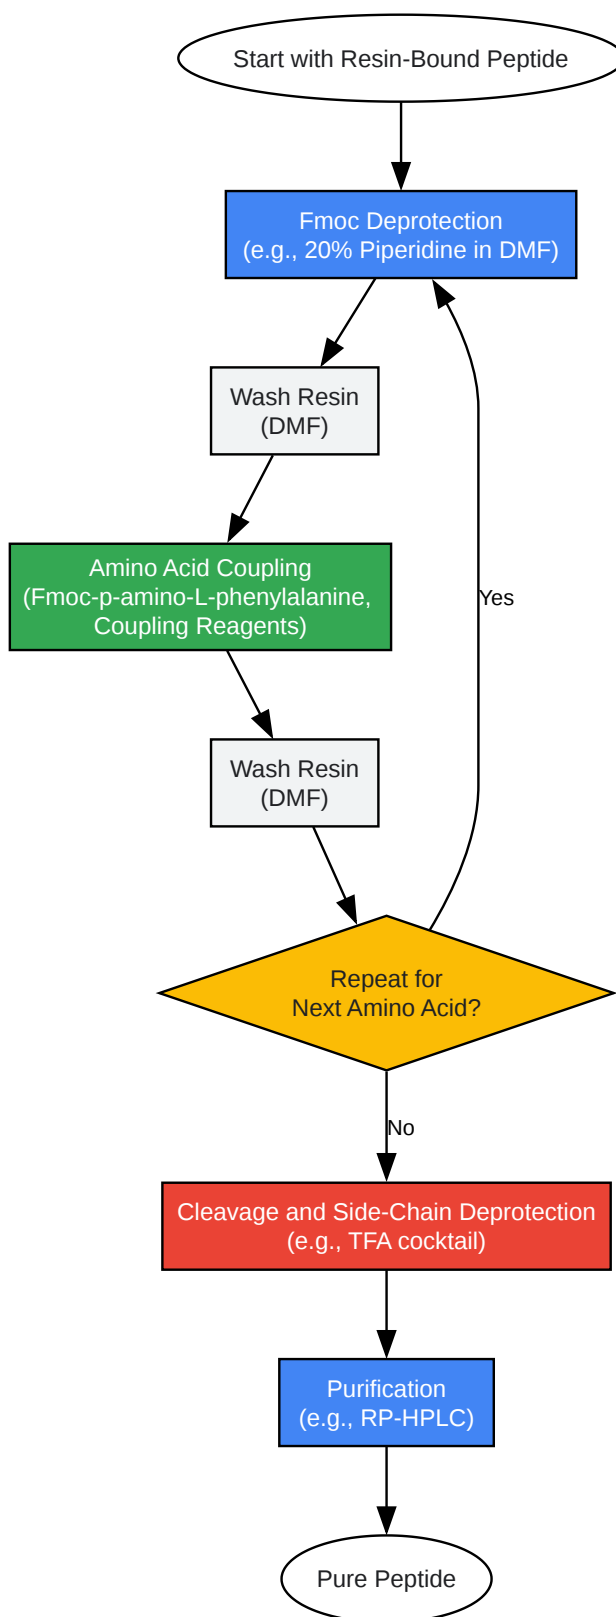 Start with Resin-Bound Peptide
Fmoc Deprotection
(e.g., 20% Piperidine in DMF)
Wash Resin
(DMF)
Amino Acid Coupling
(Fmoc-p-amino-L-phenylalanine,
Coupling Reagents)
Yes
Wash Resin
(DMF)
Repeat for
Next Amino Acid?
No
Cleavage and Side-Chain Deprotection
(e.g., TFA cocktail)
Purification
(e.g., RP-HPLC)
Pure Peptide